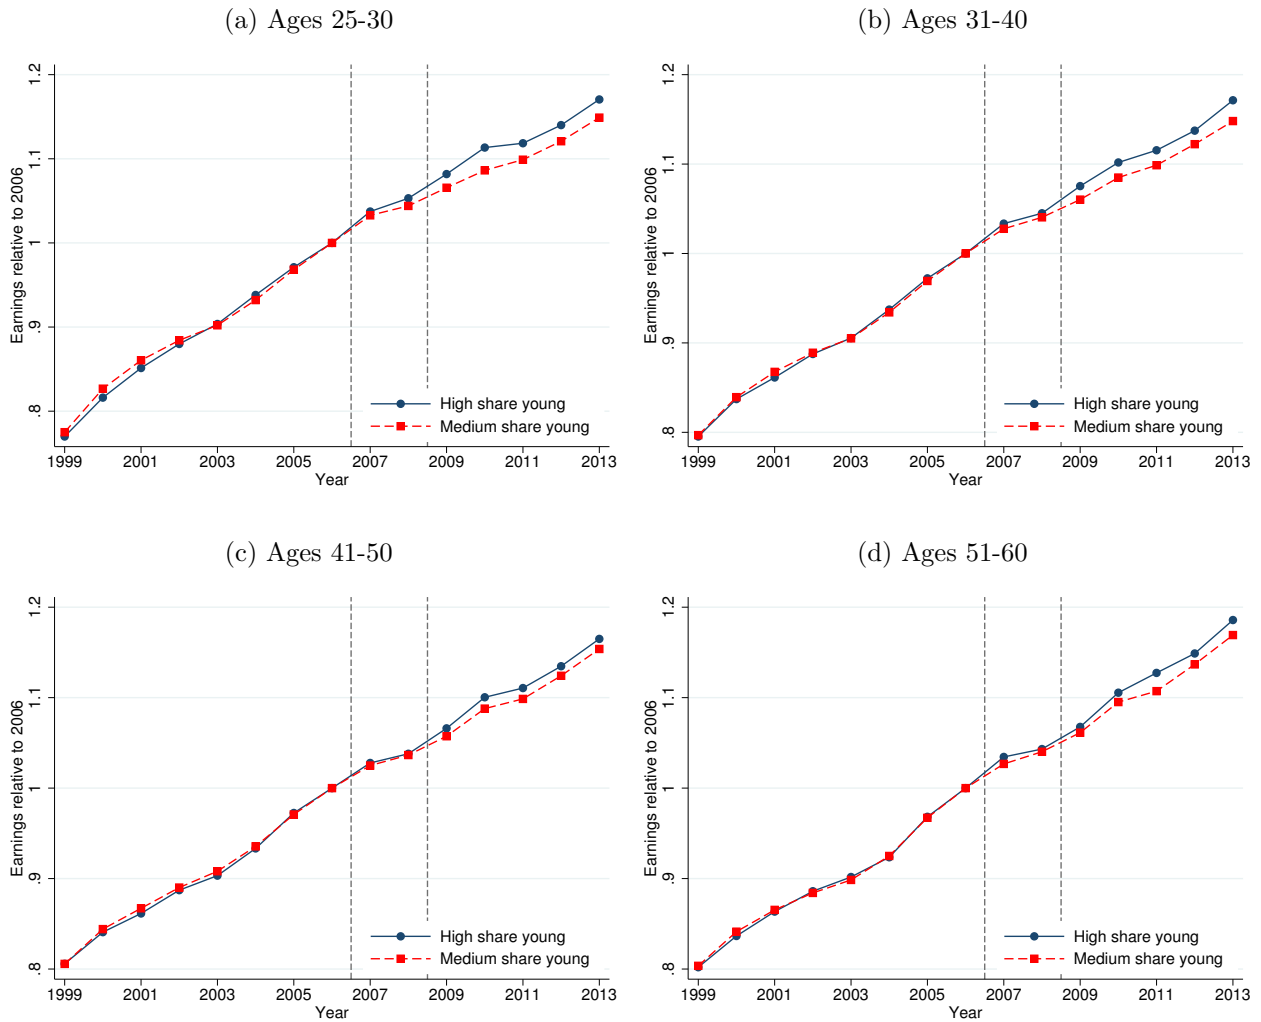 (a) Ages 25-30
Earnings relative to 2006
1.2
1.1
1
.9
.8
High share young
Medium share young
1999 2001 2003 2005 2007 2009 2011 2013
Year
(b) Ages 31-40
Earnings relative to 2006
1.2
1.1
1
.9
.8
High share young
Medium share young
1999 2001 2003 2005 2007 2009 2011 2013
Year
(c) Ages 41-50
Earnings relative to 2006
1.2
1.1
1
.9
.8
High share young
Medium share young
1999 2001 2003 2005 2007 2009 2011 2013
Year
(d) Ages 51-60
Earnings relative to 2006
1.2
1.1
1
.9
.8
High share young
Medium share young
1999 2001 2003 2005 2007 2009 2011 2013
Year